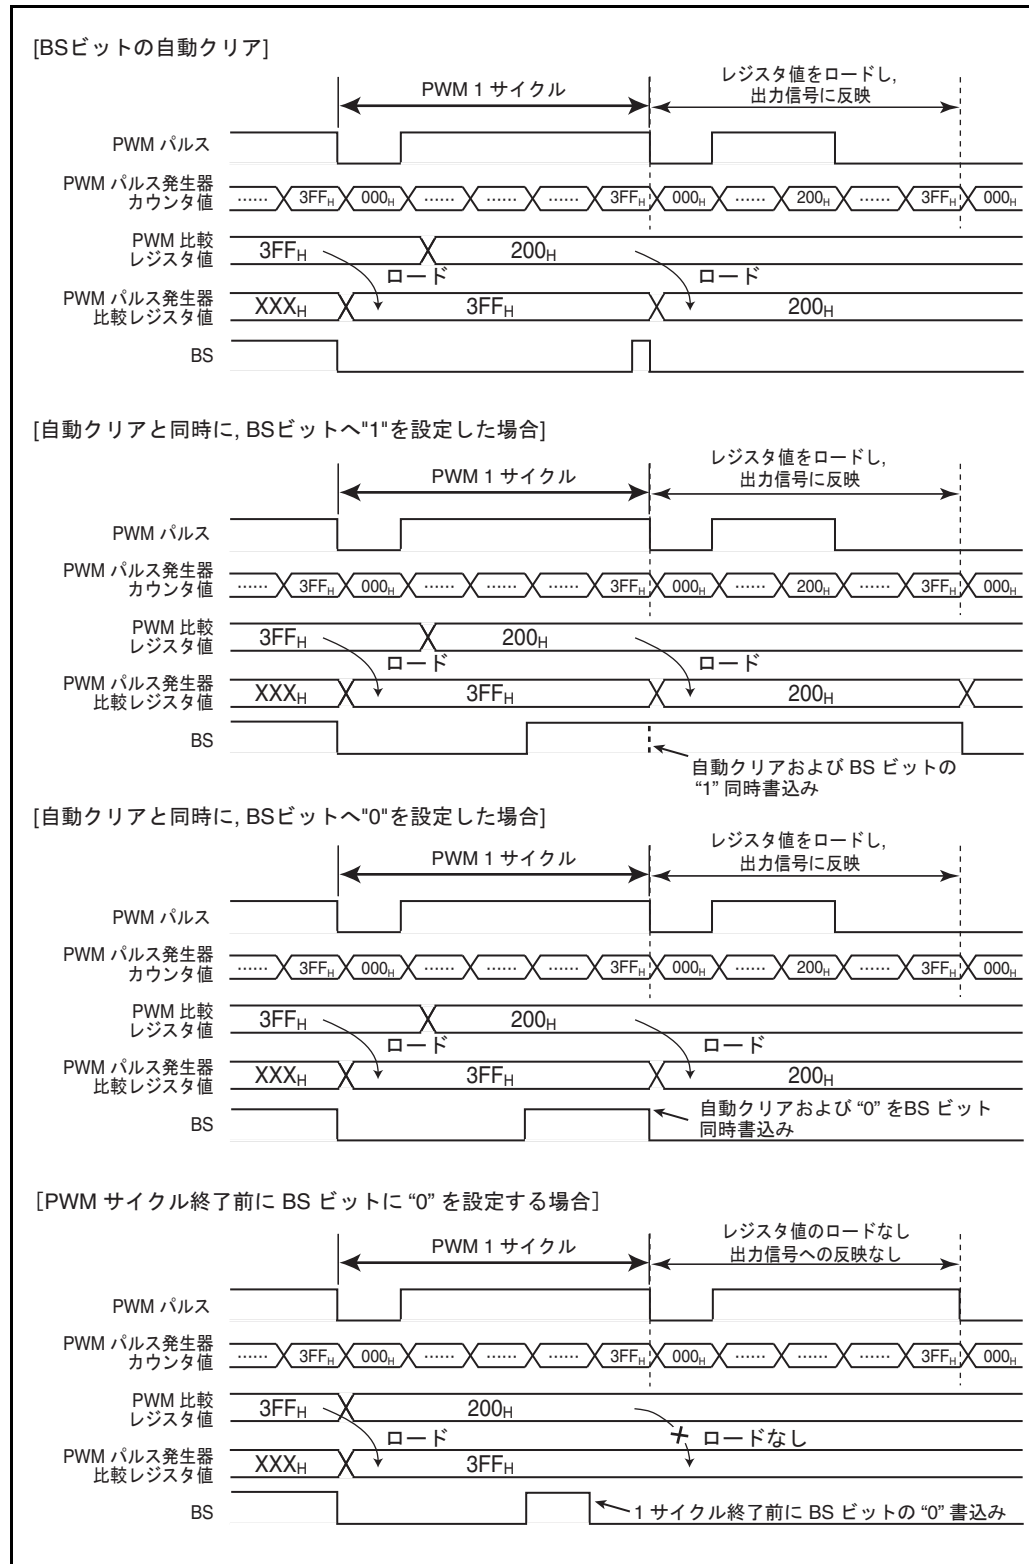 [BSビットの自動クリア]
PWM 1 サイクル
レジスタ値をロードし,
出力信号に反映
PWM パルス
PWM パルス発生器
カウンタ値
...... 3FFH 000H ...... ...... ...... 3FFH 000H ...... 200H ...... 3FFH 000H
PWM 比較
レジスタ値
3FFH 200H
ロード ロード
PWM パルス発生器
比較レジスタ値
XXXH 3FFH 200H
BS
[自動クリアと同時に, BSビットへ"1"を設定した場合]
レジスタ値をロードし,
出力信号に反映
PWM 1 サイクル
PWM パルス
PWM パルス発生器
カウンタ値
...... 3FFH 000H ...... ...... ...... 3FFH 000H ...... 200H ...... 3FFH 000H
PWM 比較
レジスタ値
3FFH 200H
ロード ロード
PWM パルス発生器
比較レジスタ値
XXXH 3FFH 200H
BS
自動クリアおよび BS ビットの
“1” 同時書込み
[自動クリアと同時に, BSビットへ"0"を設定した場合]
レジスタ値をロードし,
出力信号に反映
PWM 1 サイクル
PWM パルス
PWM パルス発生器
カウンタ値
...... 3FFH 000H ...... ...... ...... 3FFH 000H ...... 200H ...... 3FFH 000H
PWM 比較
レジスタ値
3FFH 200H
ロード ロード
PWM パルス発生器
比較レジスタ値
XXXH 3FFH 200H
BS
自動クリアおよび “0” をBS ビット
同時書込み
[PWM サイクル終了前に BS ビットに “0” を設定する場合]
レジスタ値のロードなし
出力信号への反映なし
PWM 1 サイクル
PWM パルス
PWM パルス発生器
カウンタ値
...... 3FFH 000H ...... ...... ...... 3FFH 000H ...... ...... ...... 3FFH 000H
PWM 比較
レジスタ値
3FFH 200H
ロード ロードなし
PWM パルス発生器
比較レジスタ値
XXXH 3FFH
BS
1 サイクル終了前に BS ビットの “0” 書込み